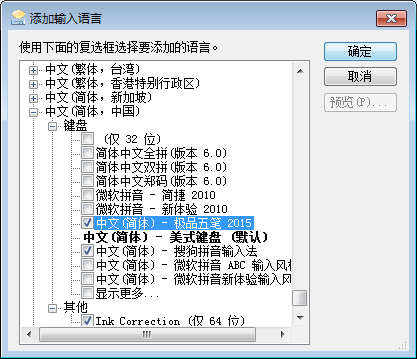 添加输入语言
使用下面的复选框选择要添加的语言。
确定
取消
预览(P)...
中文(繁体，台湾)
中文(繁体，香港特别行政区)
中文(简体，新加坡)
中文(简体，中国)
键盘
(仅 32 位)
简体中文全拼(版本 6.0)
简体中文双拼(版本 6.0)
简体中文郑码(版本 6.0)
微软拼音 - 简捷 2010
微软拼音 - 新体验 2010
中文(简体) - 极品五笔 2015
中文(简体) - 美式键盘 (默认)
中文(简体) - 搜狗拼音输入法
中文(简体) - 微软拼音 ABC 输入风格
中文(简体) - 微软拼音新体验输入风
显示更多...
其他
Ink Correction (仅 64 位)